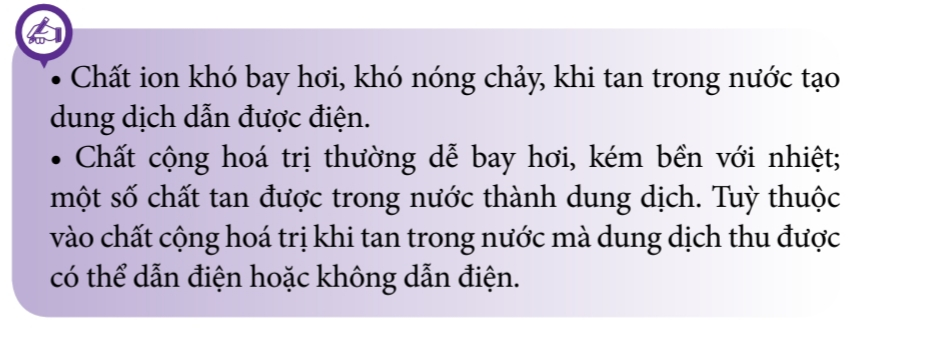 • Chất ion khó bay hơi, khó nóng chảy, khi tan trong nước tạo
dung dịch dẫn được điện.
• Chất cộng hoá trị thường dễ bay hơi, kém bền với nhiệt;
một số chất tan được trong nước thành dung dịch. Tuỳ thuộc
vào chất cộng hoá trị khi tan trong nước mà dung dịch thu được
có thể dẫn điện hoặc không dẫn điện.